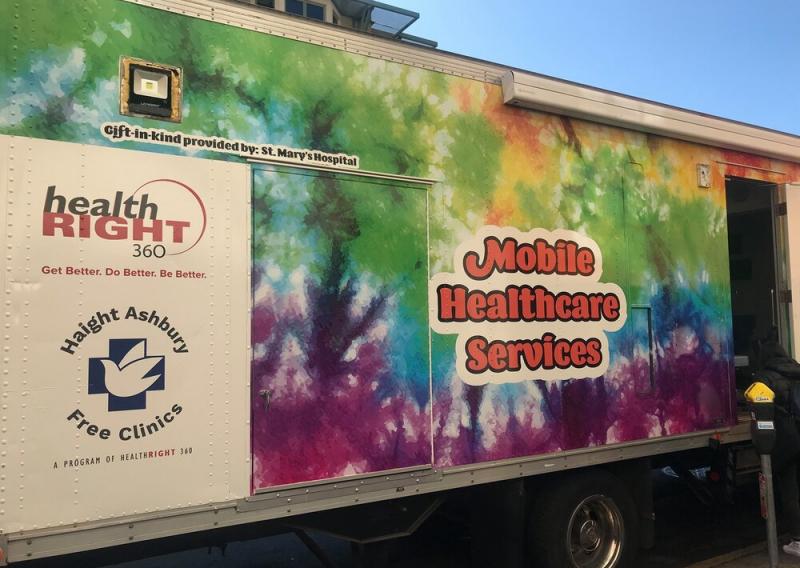 Gift-in-kind provided by: St. Mary's Hospital
health
RIGHT
360
Get Better. Do Better. Be Better.
Haight Ashbury
Free Clinics
A PROGRAM OF HEALTHRIGHT 360
Mobile
Healthcare
Services